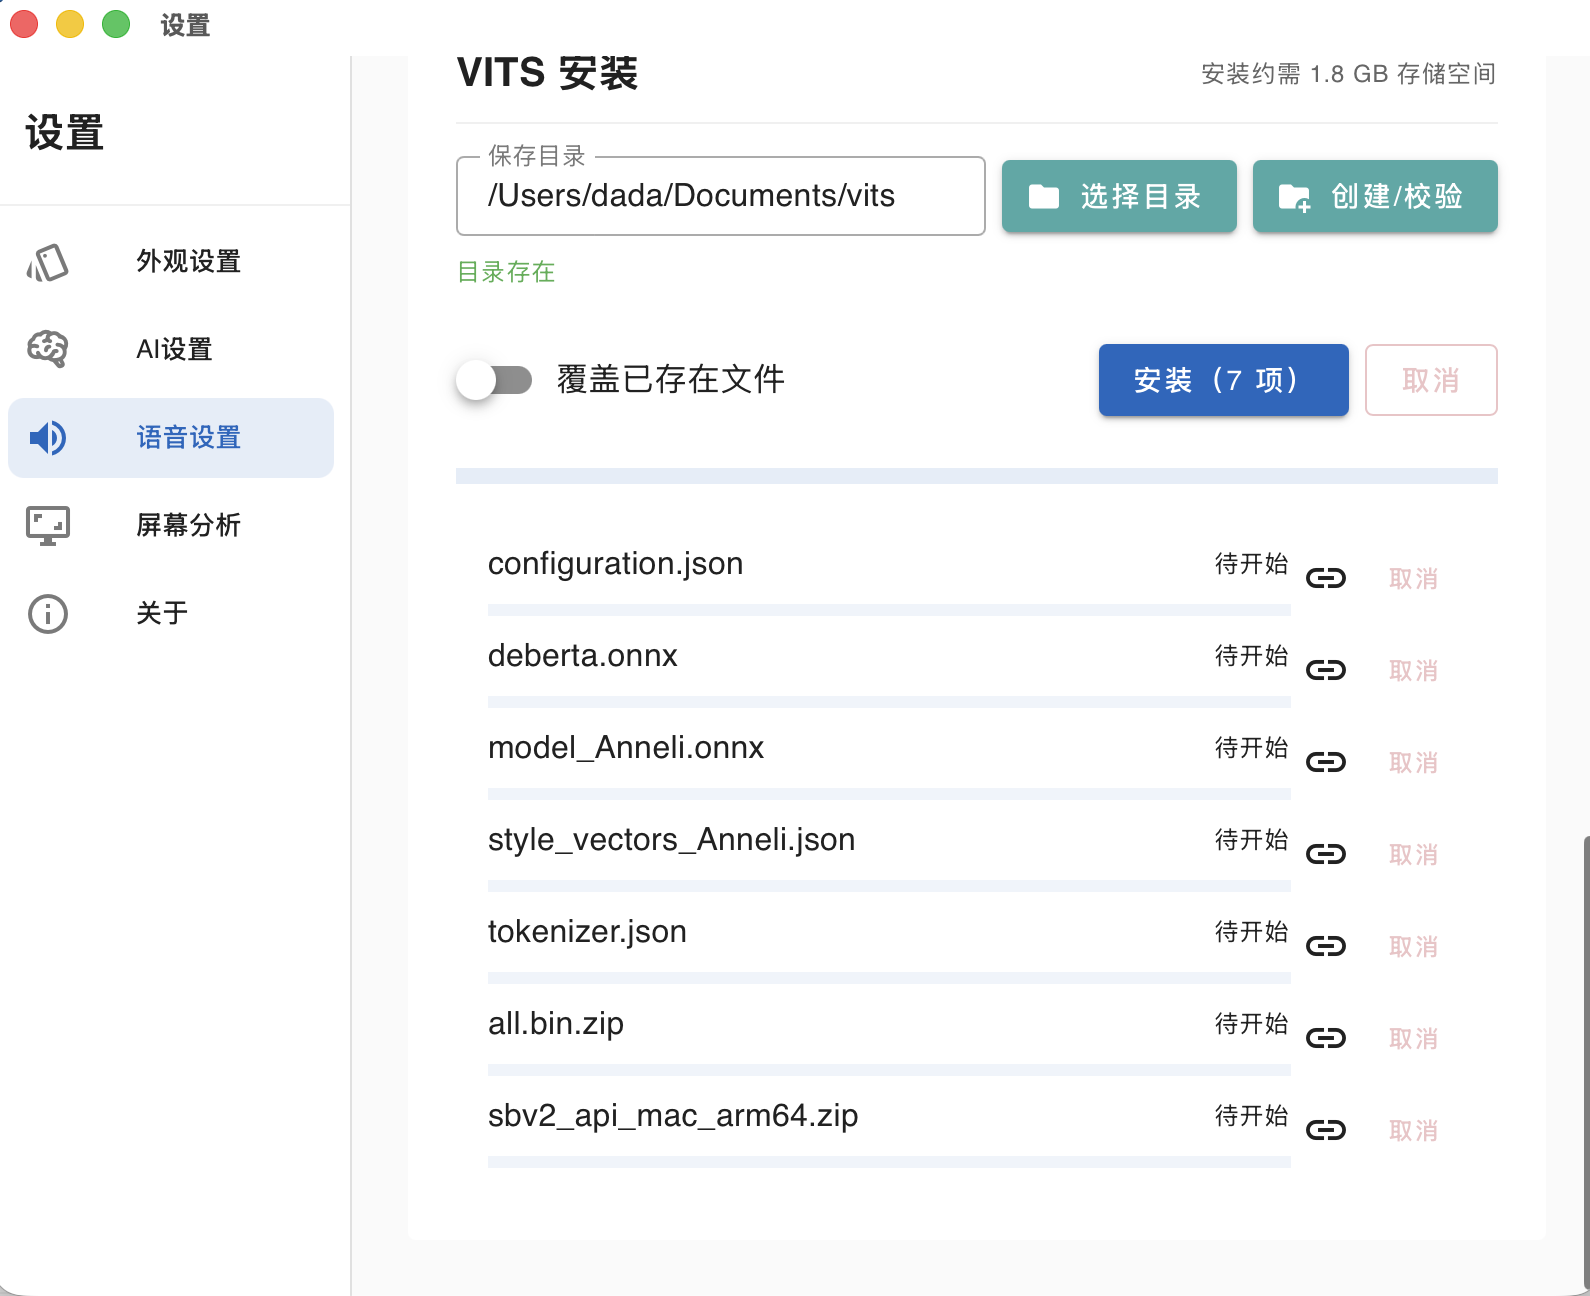 设置
设置
外观设置
AI设置
语音设置
屏幕分析
关于
VITS 安装
安装约需 1.8 GB 存储空间
保存目录
/Users/dada/Documents/vits
选择目录
创建/校验
目录存在
覆盖已存在文件
安装（7 项）
取消
configuration.json 待开始 取消
deberta.onnx 待开始 取消
model_Anneli.onnx 待开始 取消
style_vectors_Anneli.json 待开始 取消
tokenizer.json 待开始 取消
all.bin.zip 待开始 取消
sbv2_api_mac_arm64.zip 待开始 取消